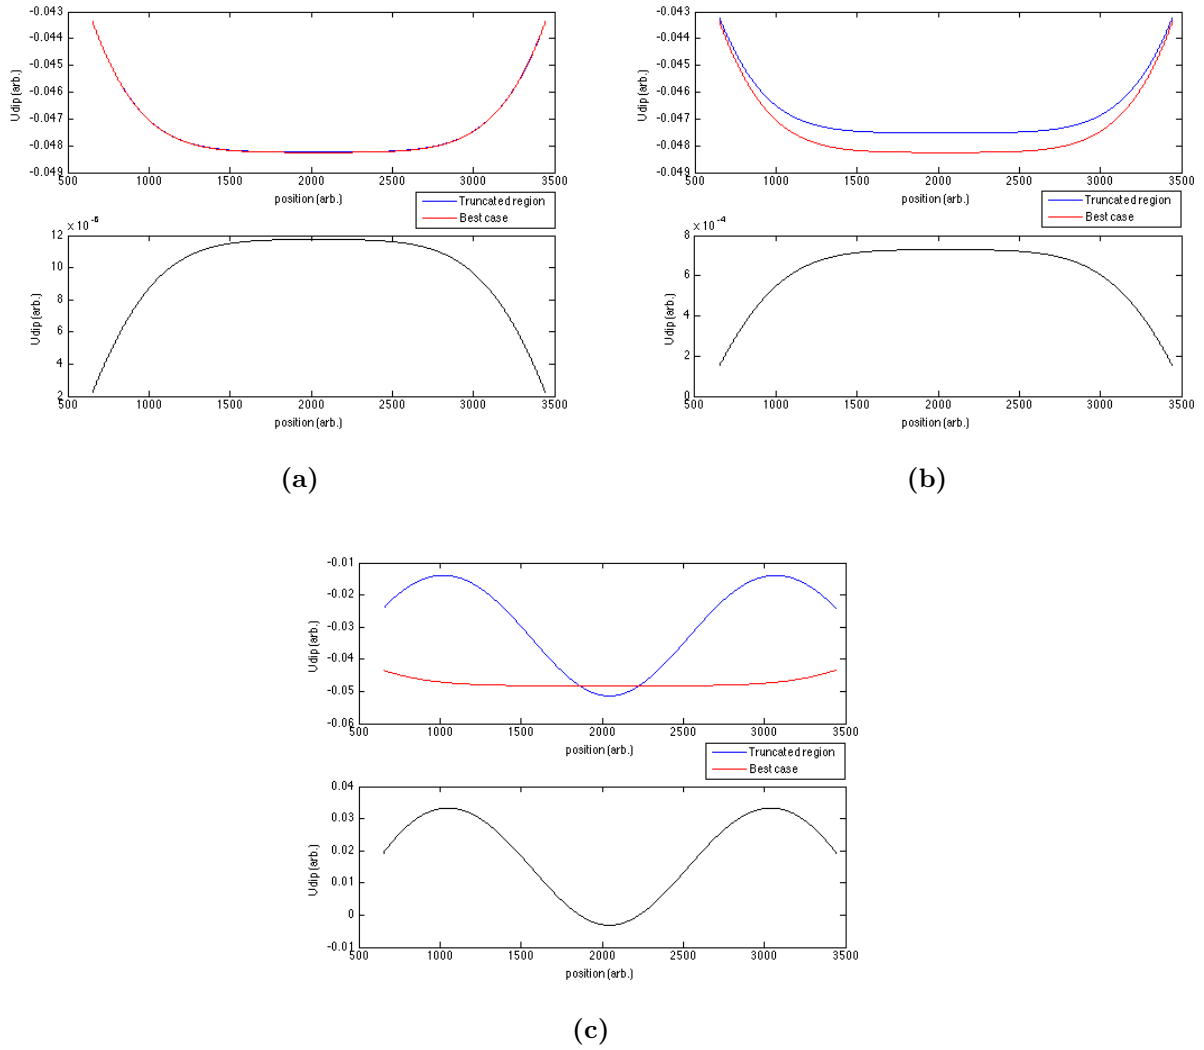 -0.043
-0.044
-0.045
-0.046
-0.047
-0.048
-0.049
Udip (arb.)
500 1000 1500 2000 2500 3000 3500
position (arb.)
Truncated region
Best case
× 10⁻⁶
12
10
8
6
4
2
Udip (arb.)
500 1000 1500 2000 2500 3000 3500
position (arb.)
(a)
-0.043
-0.044
-0.045
-0.046
-0.047
-0.048
-0.049
Udip (arb.)
500 1000 1500 2000 2500 3000 3500
position (arb.)
Truncated region
Best case
× 10⁻⁴
8
6
4
2
0
Udip (arb.)
500 1000 1500 2000 2500 3000 3500
position (arb.)
(b)
-0.01
-0.02
-0.03
-0.04
-0.05
-0.06
Udip (arb.)
500 1000 1500 2000 2500 3000 3500
position (arb.)
Truncated region
Best case
0.04
0.03
0.02
0.01
0
-0.01
Udip (arb.)
500 1000 1500 2000 2500 3000 3500
position (arb.)
(c)